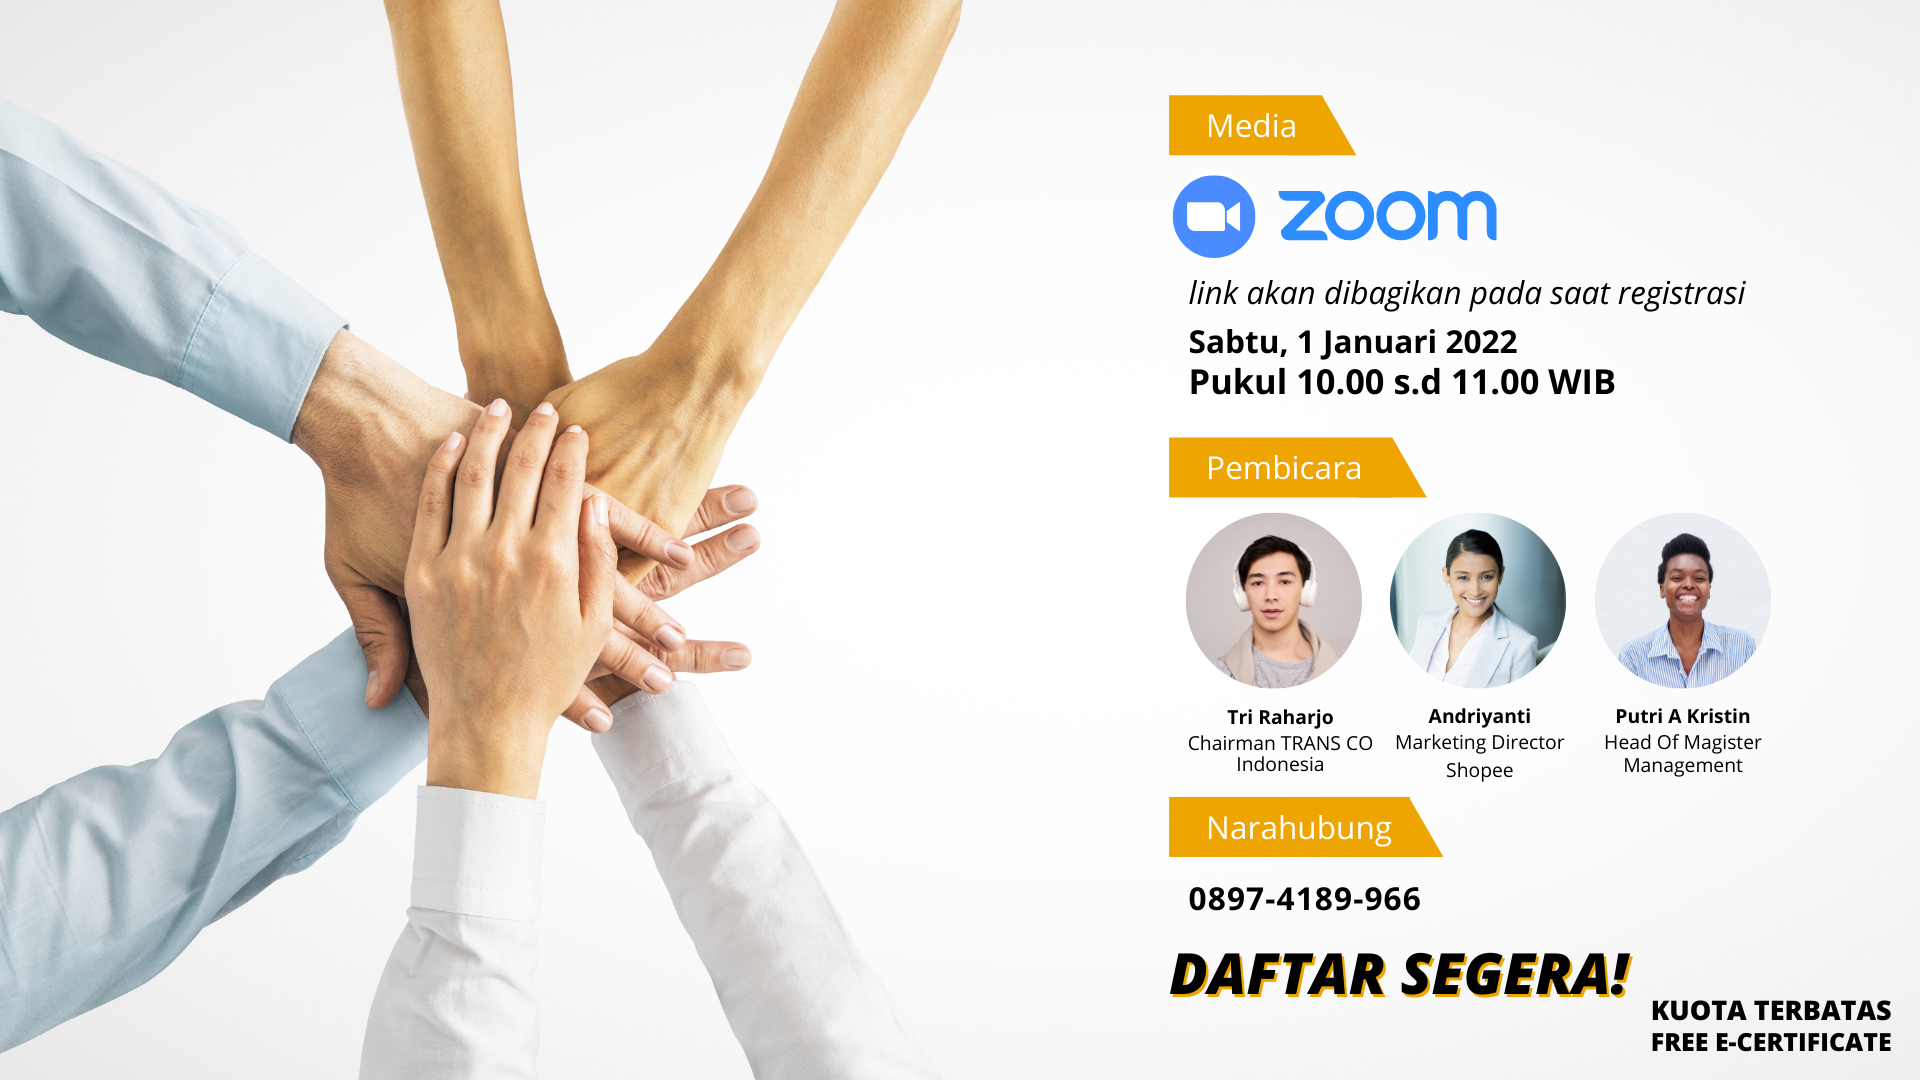 Media
zoom
link akan dibagikan pada saat registrasi
Sabtu, 1 Januari 2022
Pukul 10.00 s.d 11.00 WIB
Pembicara
Tri Raharjo
Chairman TRANS CO
Indonesia
Andriyanti
Marketing Director
Shopee
Putri A Kristin
Head Of Magister
Management
Narahubung
0897-4189-966
DAFTAR SEGERA!
KUOTA TERBATAS
FREE E-CERTIFICATE